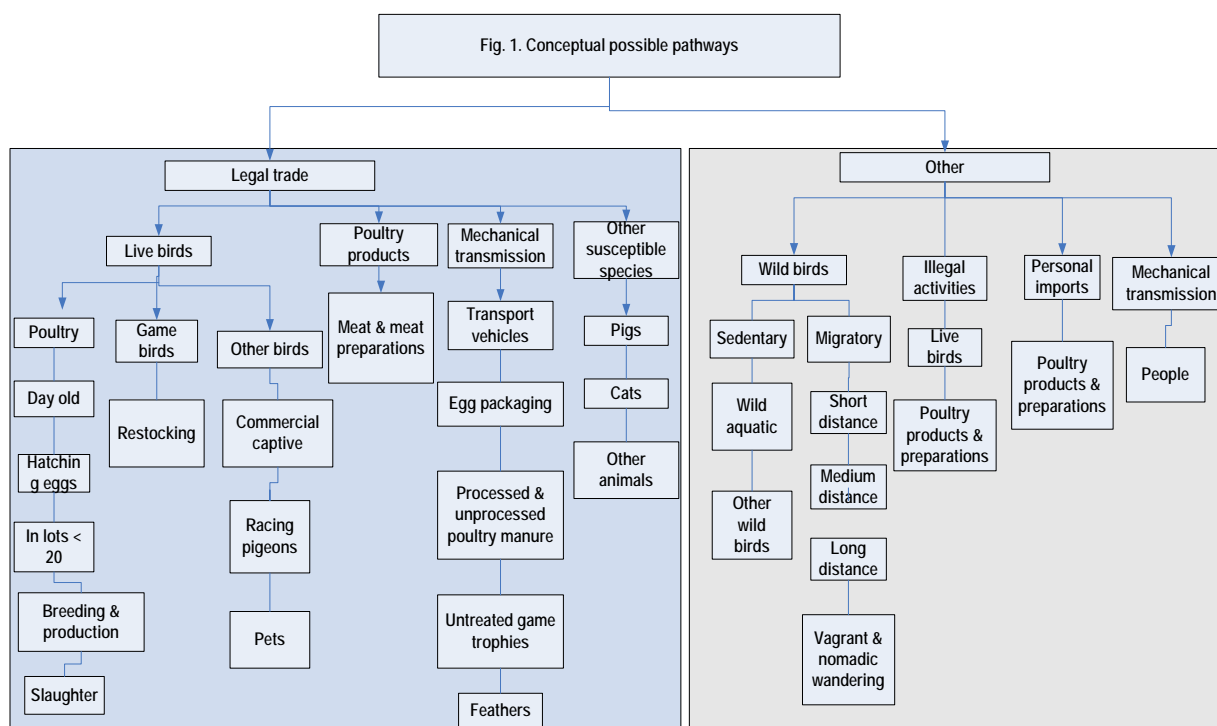 Fig. 1. Conceptual possible pathways
Legal trade
Live birds
Poultry
Day old
Hatchin
g eggs
In lots <
20
Breeding &
production
Slaughter
Game
birds
Restocking
Other birds
Commercial
captive
Racing
pigeons
Pets
Poultry
products
Meat & meat
preparations
Mechanical
transmission
Transport
vehicles
Egg packaging
Processed &
unprocessed
poultry manure
Untreated game
trophies
Feathers
Other
susceptible
species
Pigs
Cats
Other
animals
Other
Wild birds
Sedentary
Wild
aquatic
Other
wild
birds
Migratory
Short
distance
Medium
distance
Long
distance
Vagrant &
nomadic
wandering
Illegal
activities
Live
birds
Poultry
products &
preparations
Personal
imports
Poultry
products &
preparations
Mechanical
transmission
People